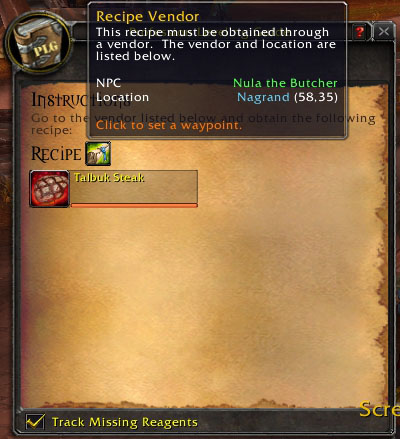 Recipe Vendor
This recipe must be obtained through
a vendor. The vendor and location are
listed below.
NPC Nula the Butcher
Location Nagrand (58,35)
Click to set a waypoint.
PLG
?
INSTRUCTIONS
Go to the vendor listed below and obtain the following
recipe:
RECIPE
Talbuk Steak
Scre
Track Missing Reagents